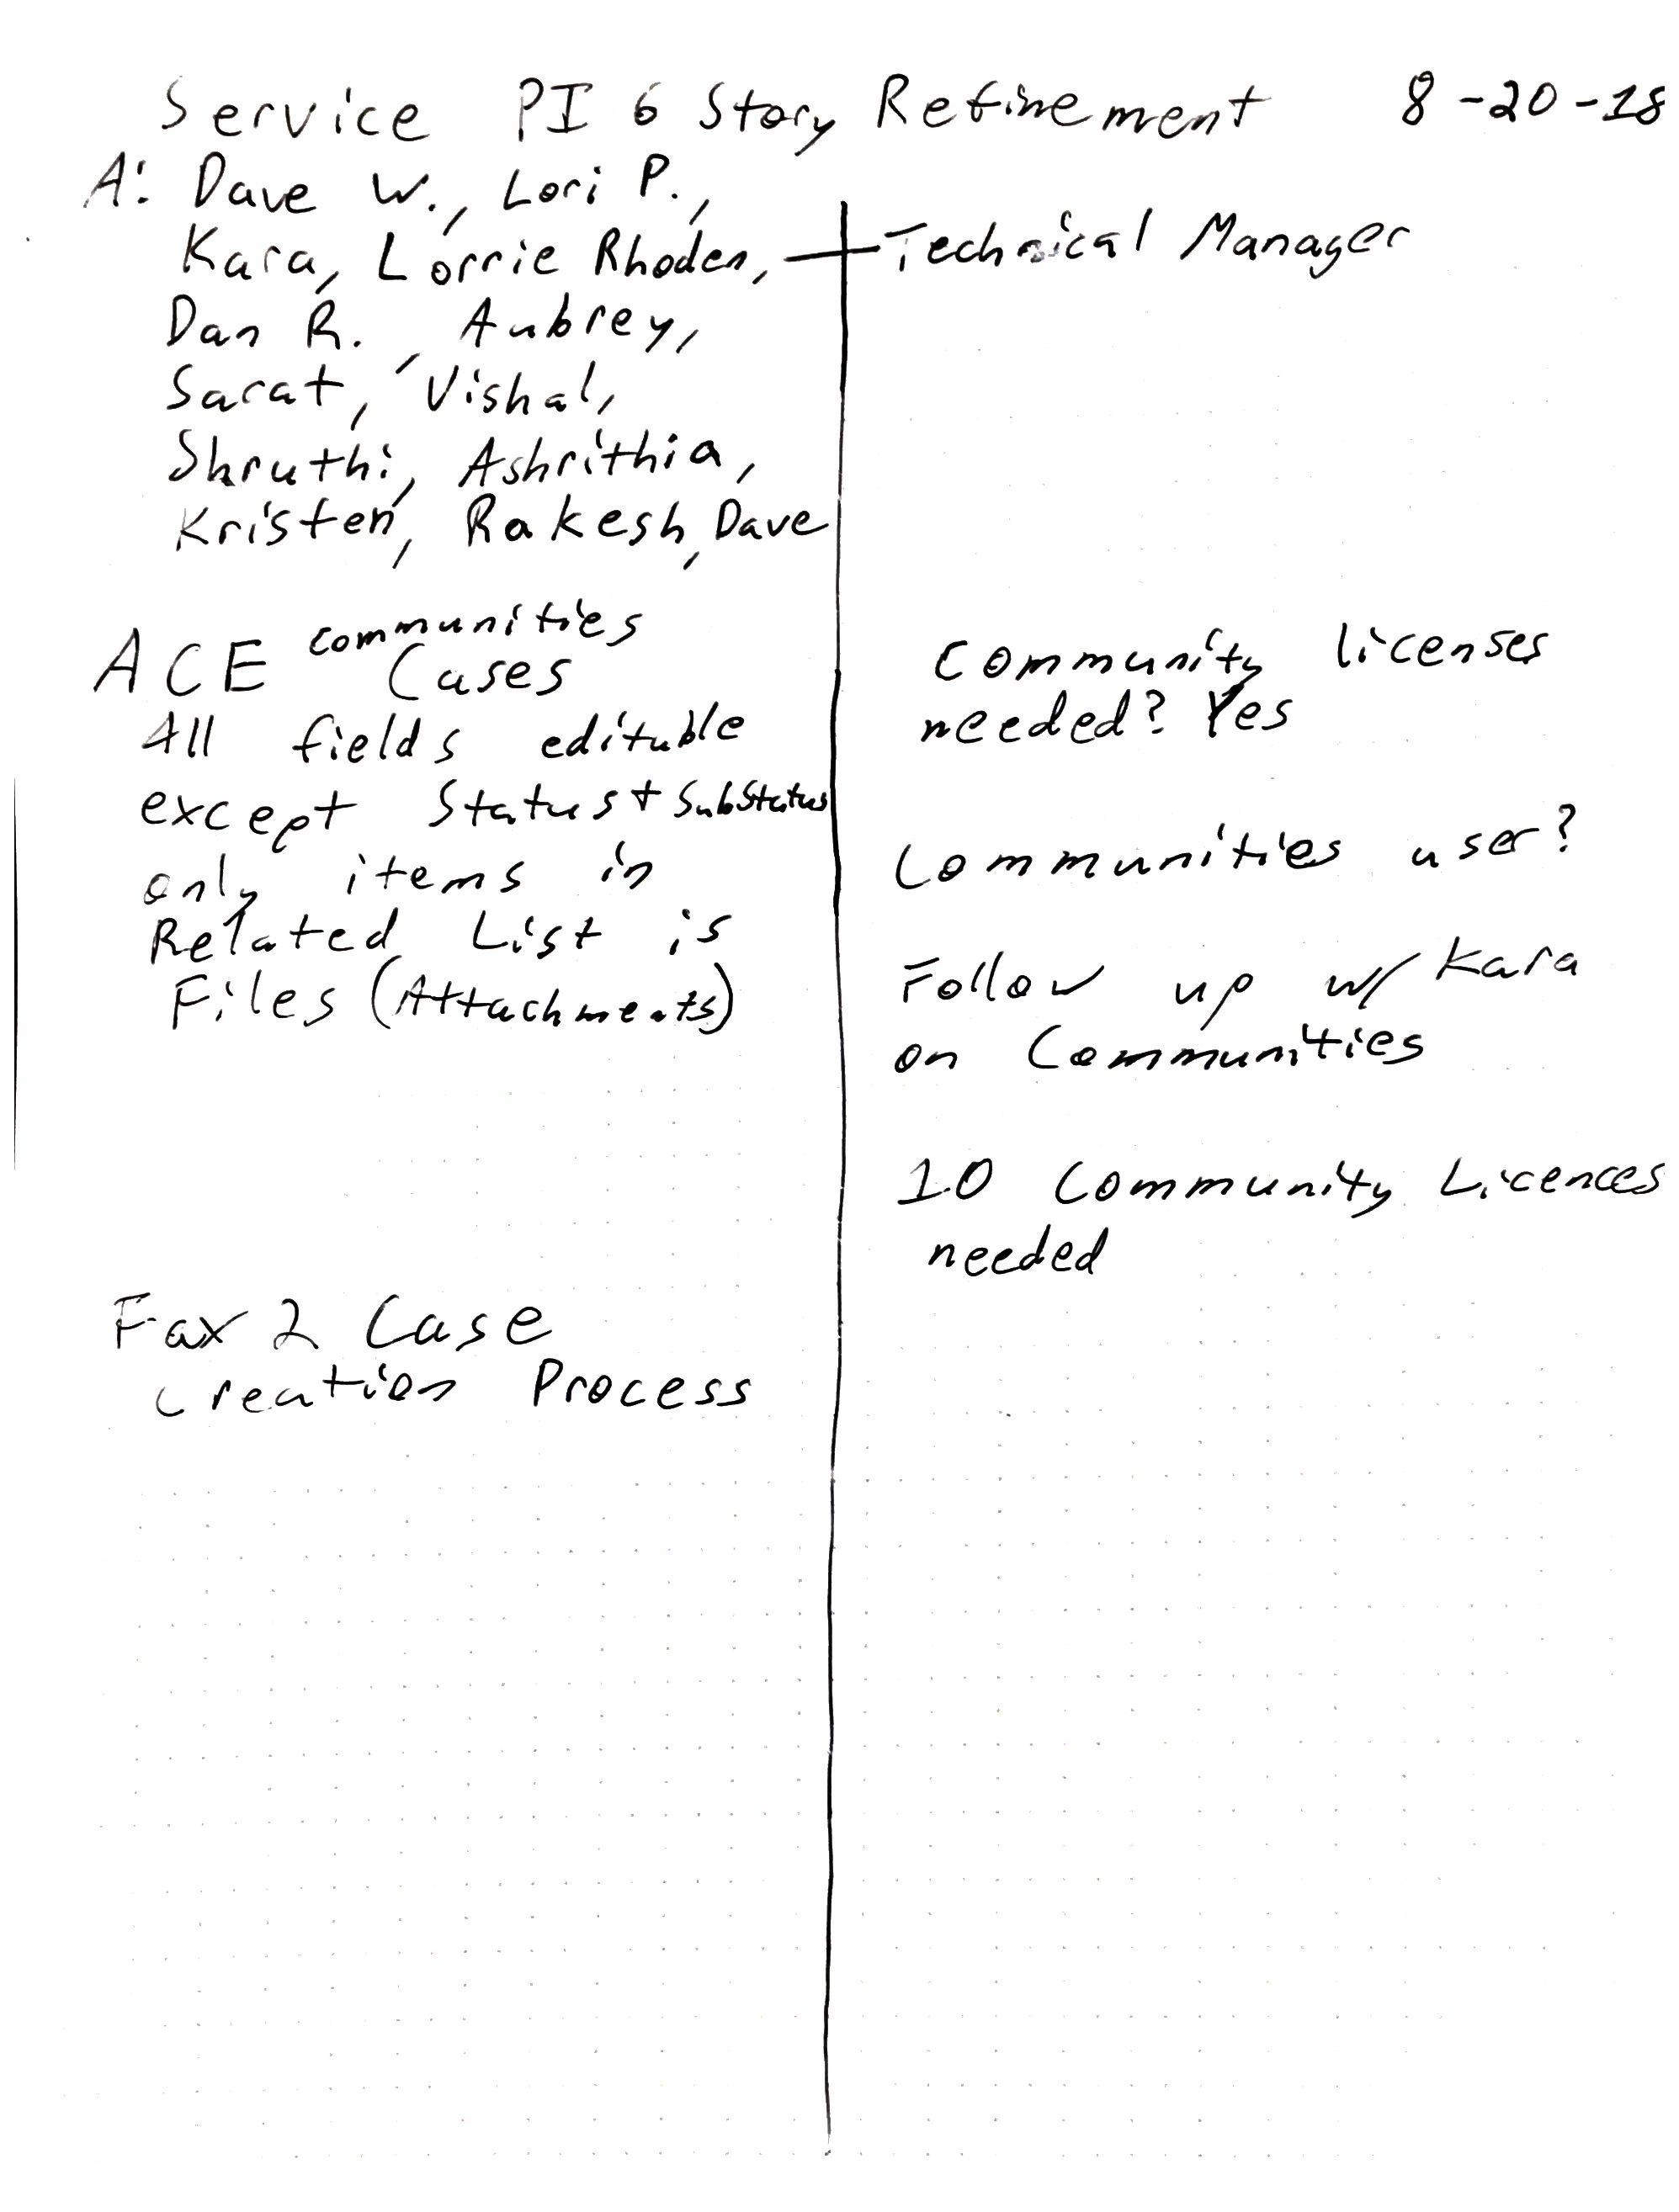 Service PI 6 Story Refinement 8-20-18
A: Dave W., Lori P.,
Kara, Lorrie Rhoden, — Technical Manager
Dan R., Aubrey,
Sarat, Vishal,
Shruthi, Ashrithia,
Kristen, Rakesh, Dave
ACE communities
Cases
All fields editable
except Status + SubStatus
only items in
Related List is
Files (Attachments)
Fax 2 Case
Creation Process
Community licenses
needed? Yes
Communities user?
Follow up w/ Kara
on Communities
10 Community Licences
needed